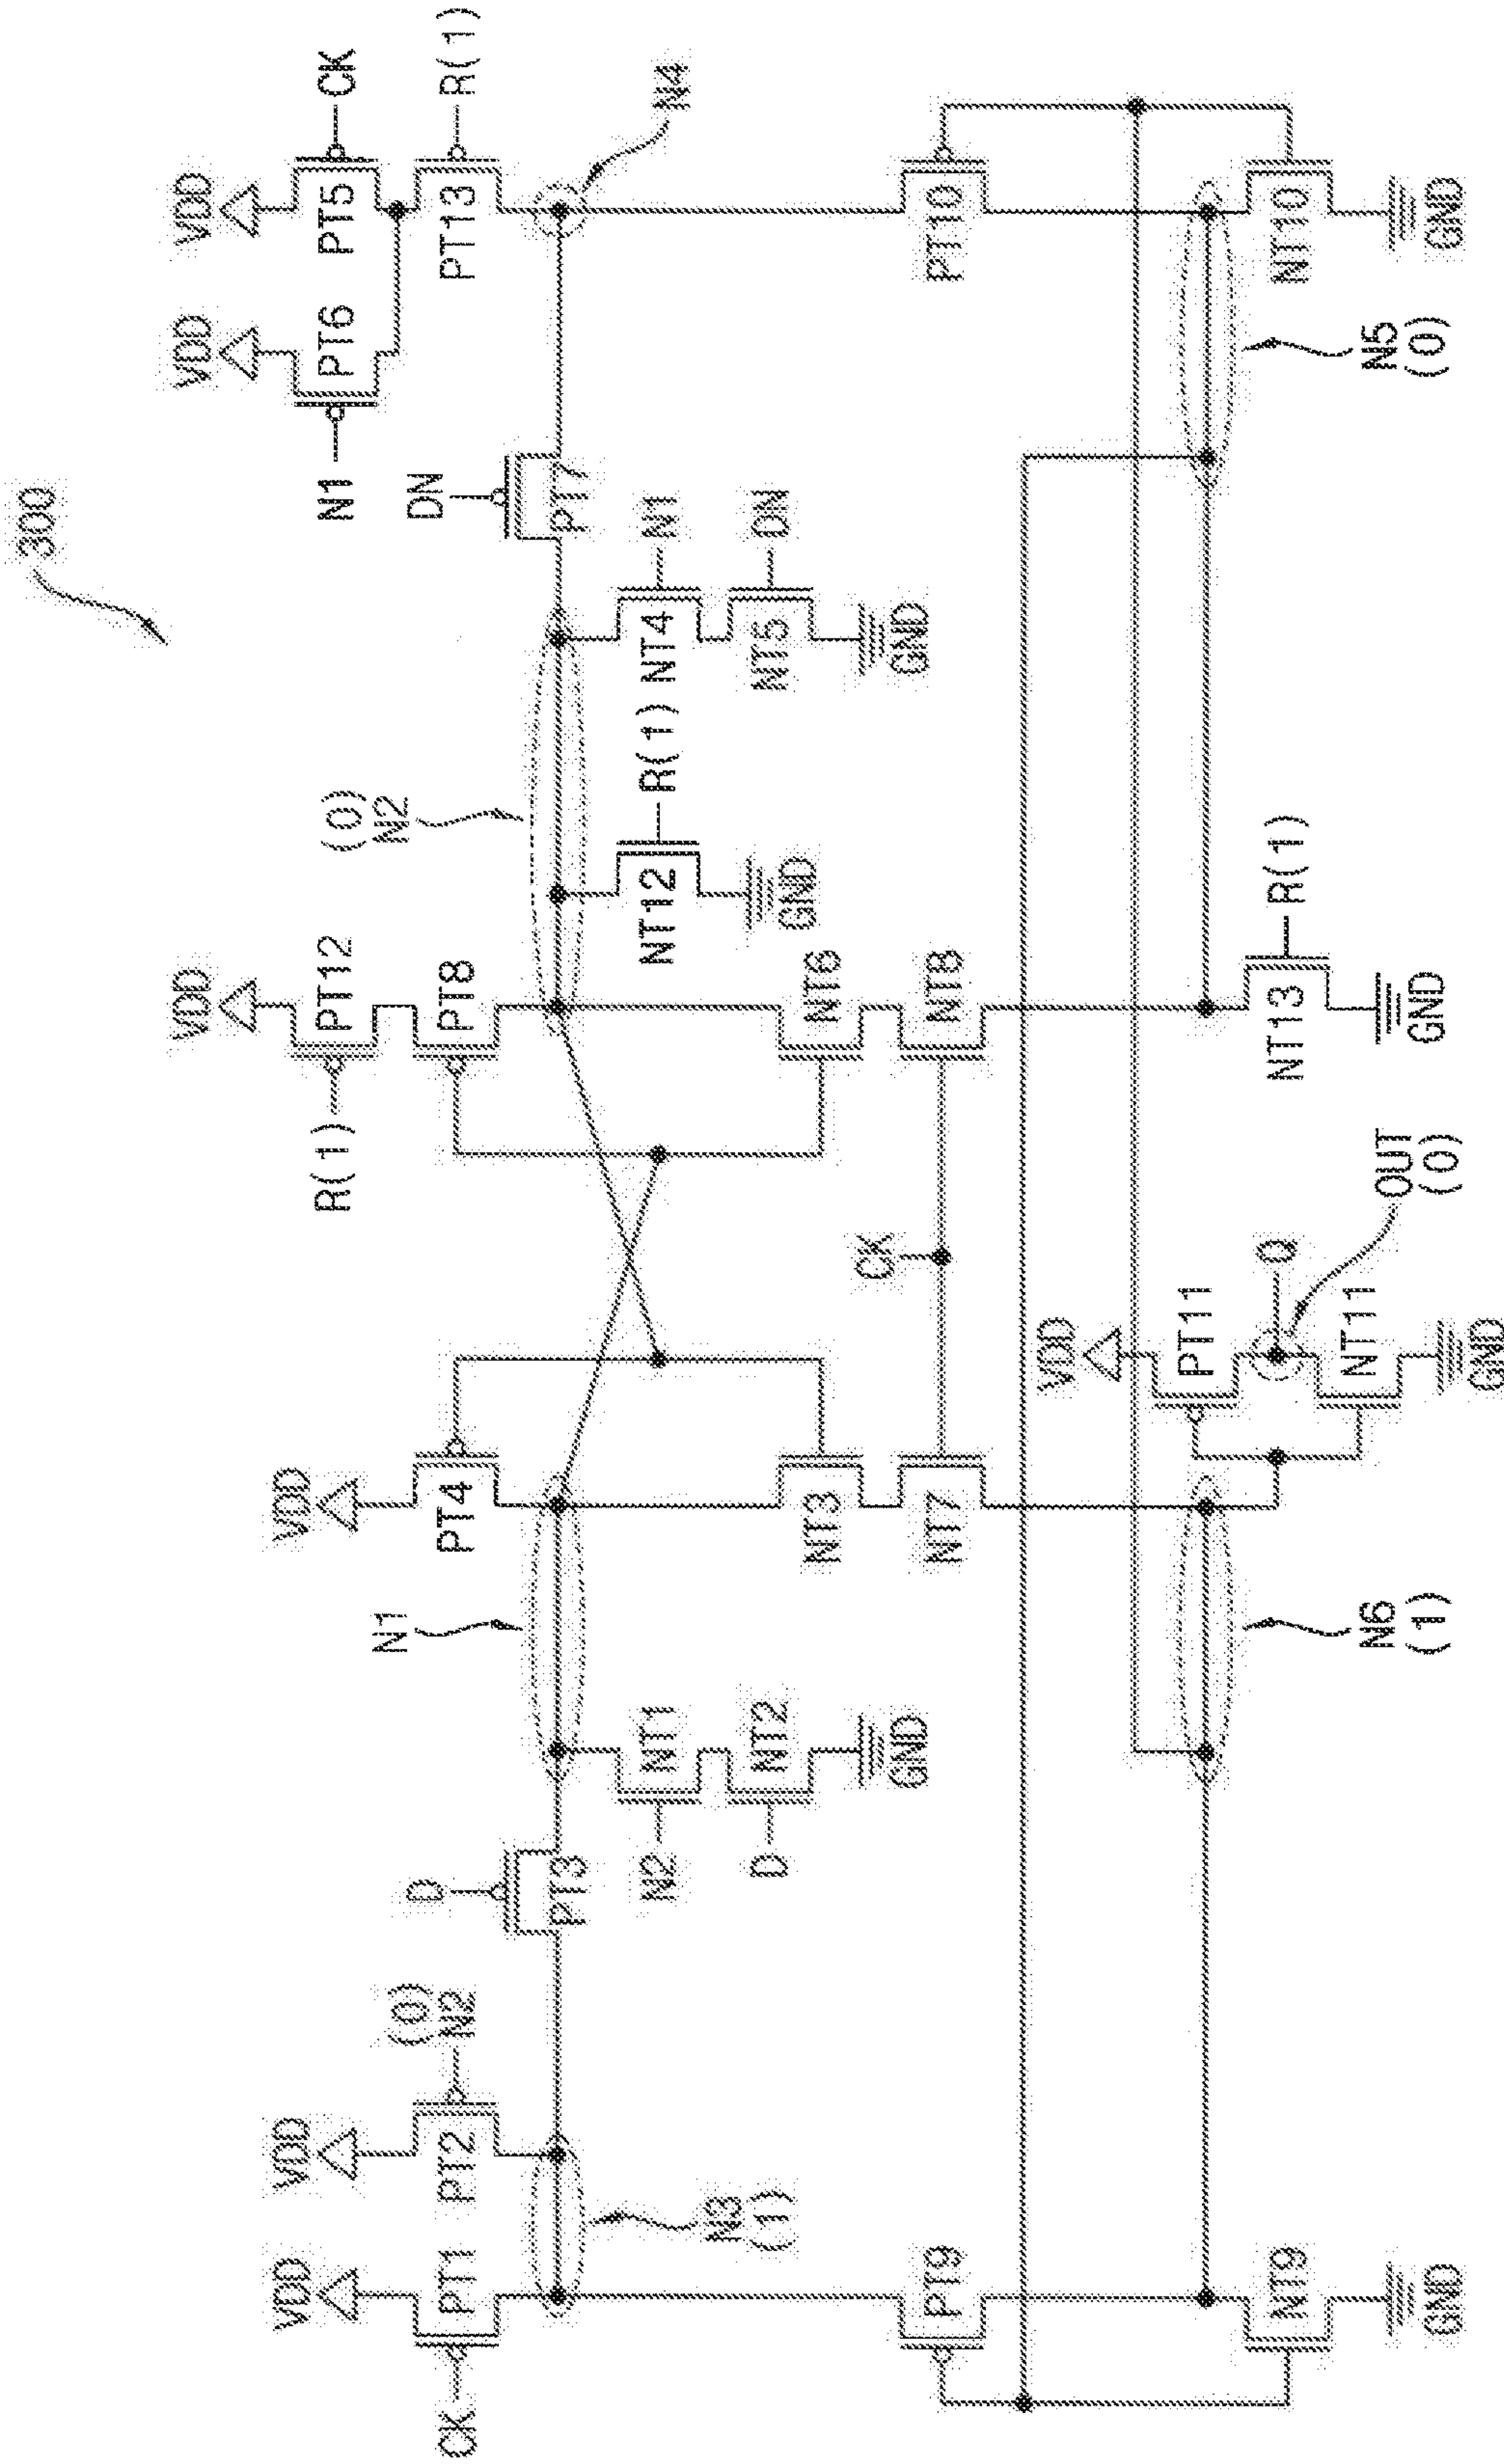 300
VDD
VDD
VDD
R(1)
PT12
N1
PT6
PT5
CK
VDD
VDD
VDD
(0)
N2
N1
(0)
N2
D
DN
CK
PT1
PT2
PT4
PT8
PT13
R(1)
PT3
PT7
N4
N2
NT1
NT12
R(1)
NT4
N1
N3
(1)
D
NT2
NT5
DN
GND
GND
GND
NT3
NT6
CK
PT9
NT7
NT8
PT10
VDD
PT11
Q
NT9
NT13
R(1)
NT10
NT11
N6
(1)
OUT
(0)
N5
(0)
GND
GND
GND
GND